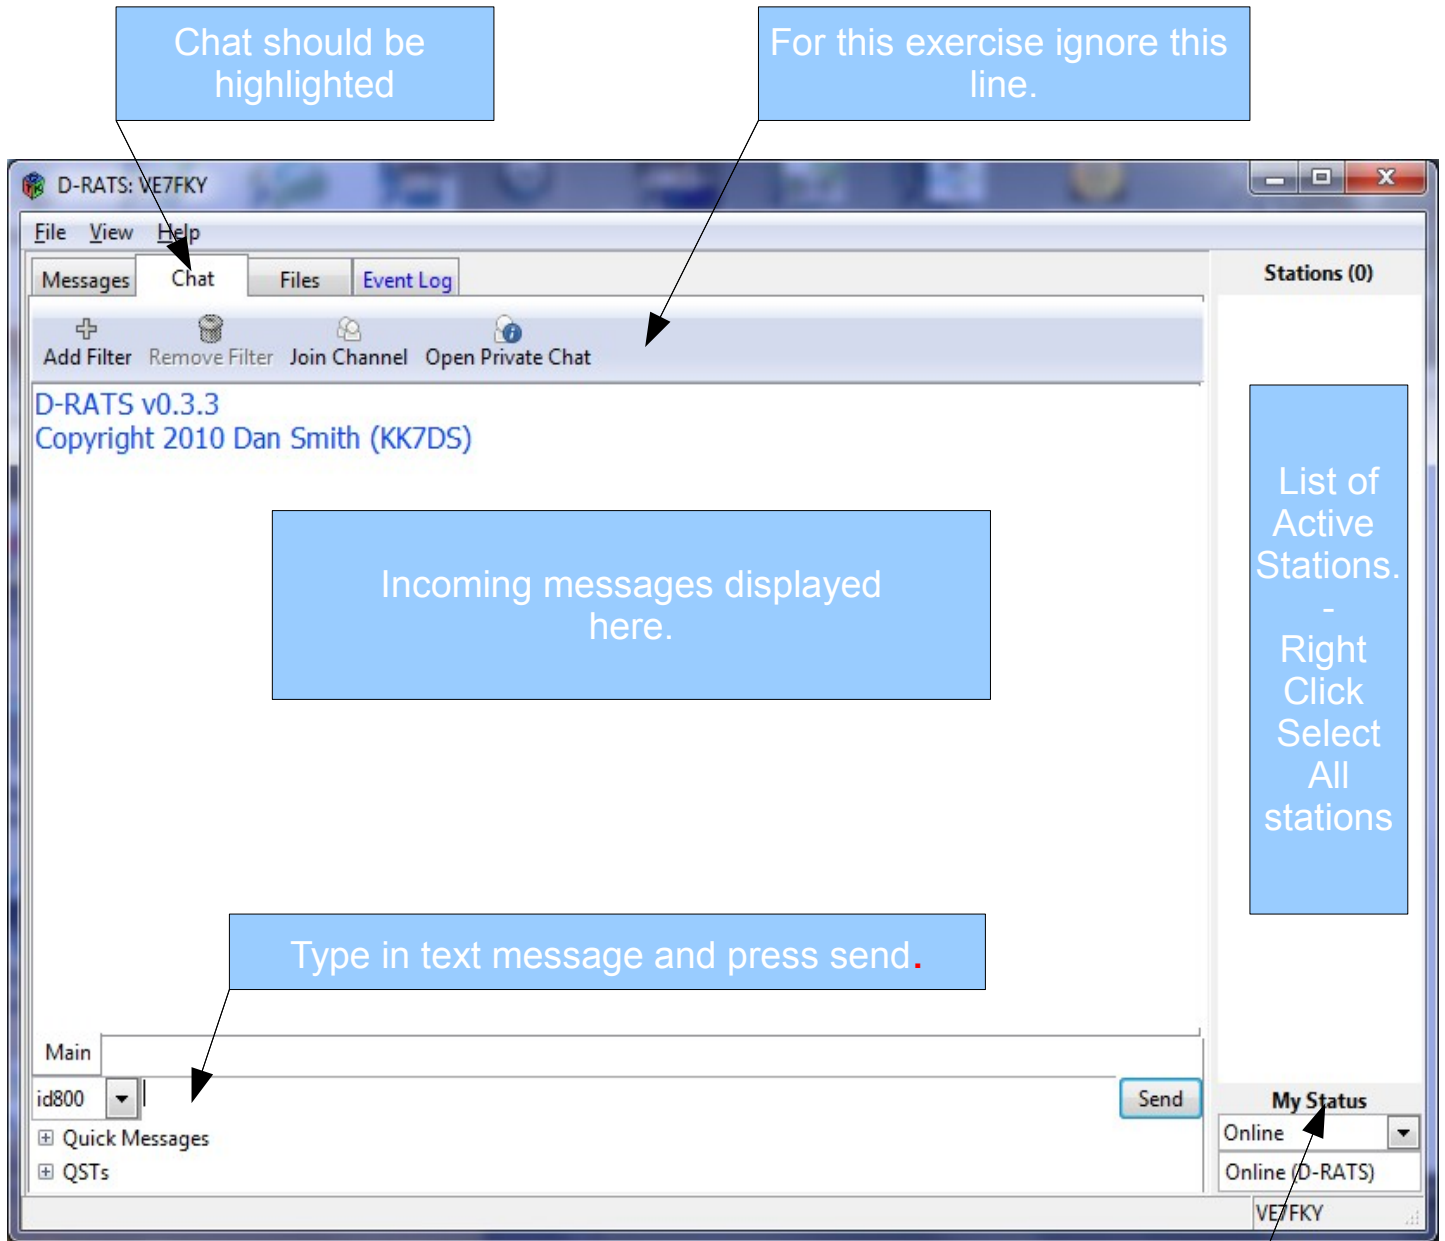 Chat should be
highlighted
For this exercise ignore this
line.
D-RATS: VE7FKY
File View Help
Messages Chat Files Event Log
Stations (0)
Add Filter Remove Filter Join Channel Open Private Chat
D-RATS v0.3.3
Copyright 2010 Dan Smith (KK7DS)
List of
Active
Stations.
-
Right
Click
Select
All
stations
Incoming messages displayed
here.
Type in text message and press send.
Main
id800
Send
My Status
Quick Messages
Online
QSTs
Online (D-RATS)
VE7FKY